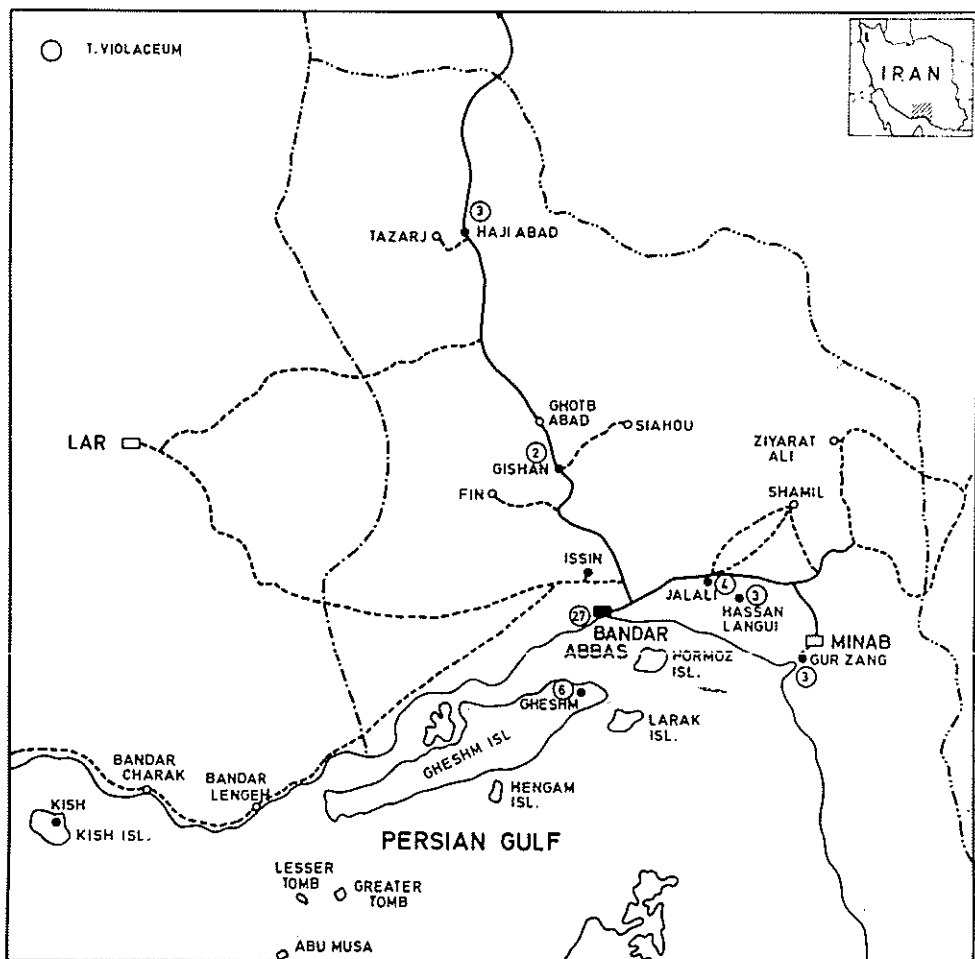 T. VIOLACEUM
IRAN
3
TAZARJ
HAJI ABAD
GHOTB
ABAD
SIAHOU
LAR
2
GISHAN
ZIYARAT
ALI
FIN
SHAMIL
ISSIN
JALALI
4
3
HASSAN
LANGUI
27
BANDAR
ABBAS
MINAB
HORMOZ
ISL.
GUR ZANG
3
6
GHESHM
LARAK
ISL.
GHESHM ISL
BANDAR
CHARAK
BANDAR
LENGEH
HENGAM
ISL.
KISH
KISH ISL.
PERSIAN GULF
LESSER
TOMB
GREATER
TOMB
ABU MUSA